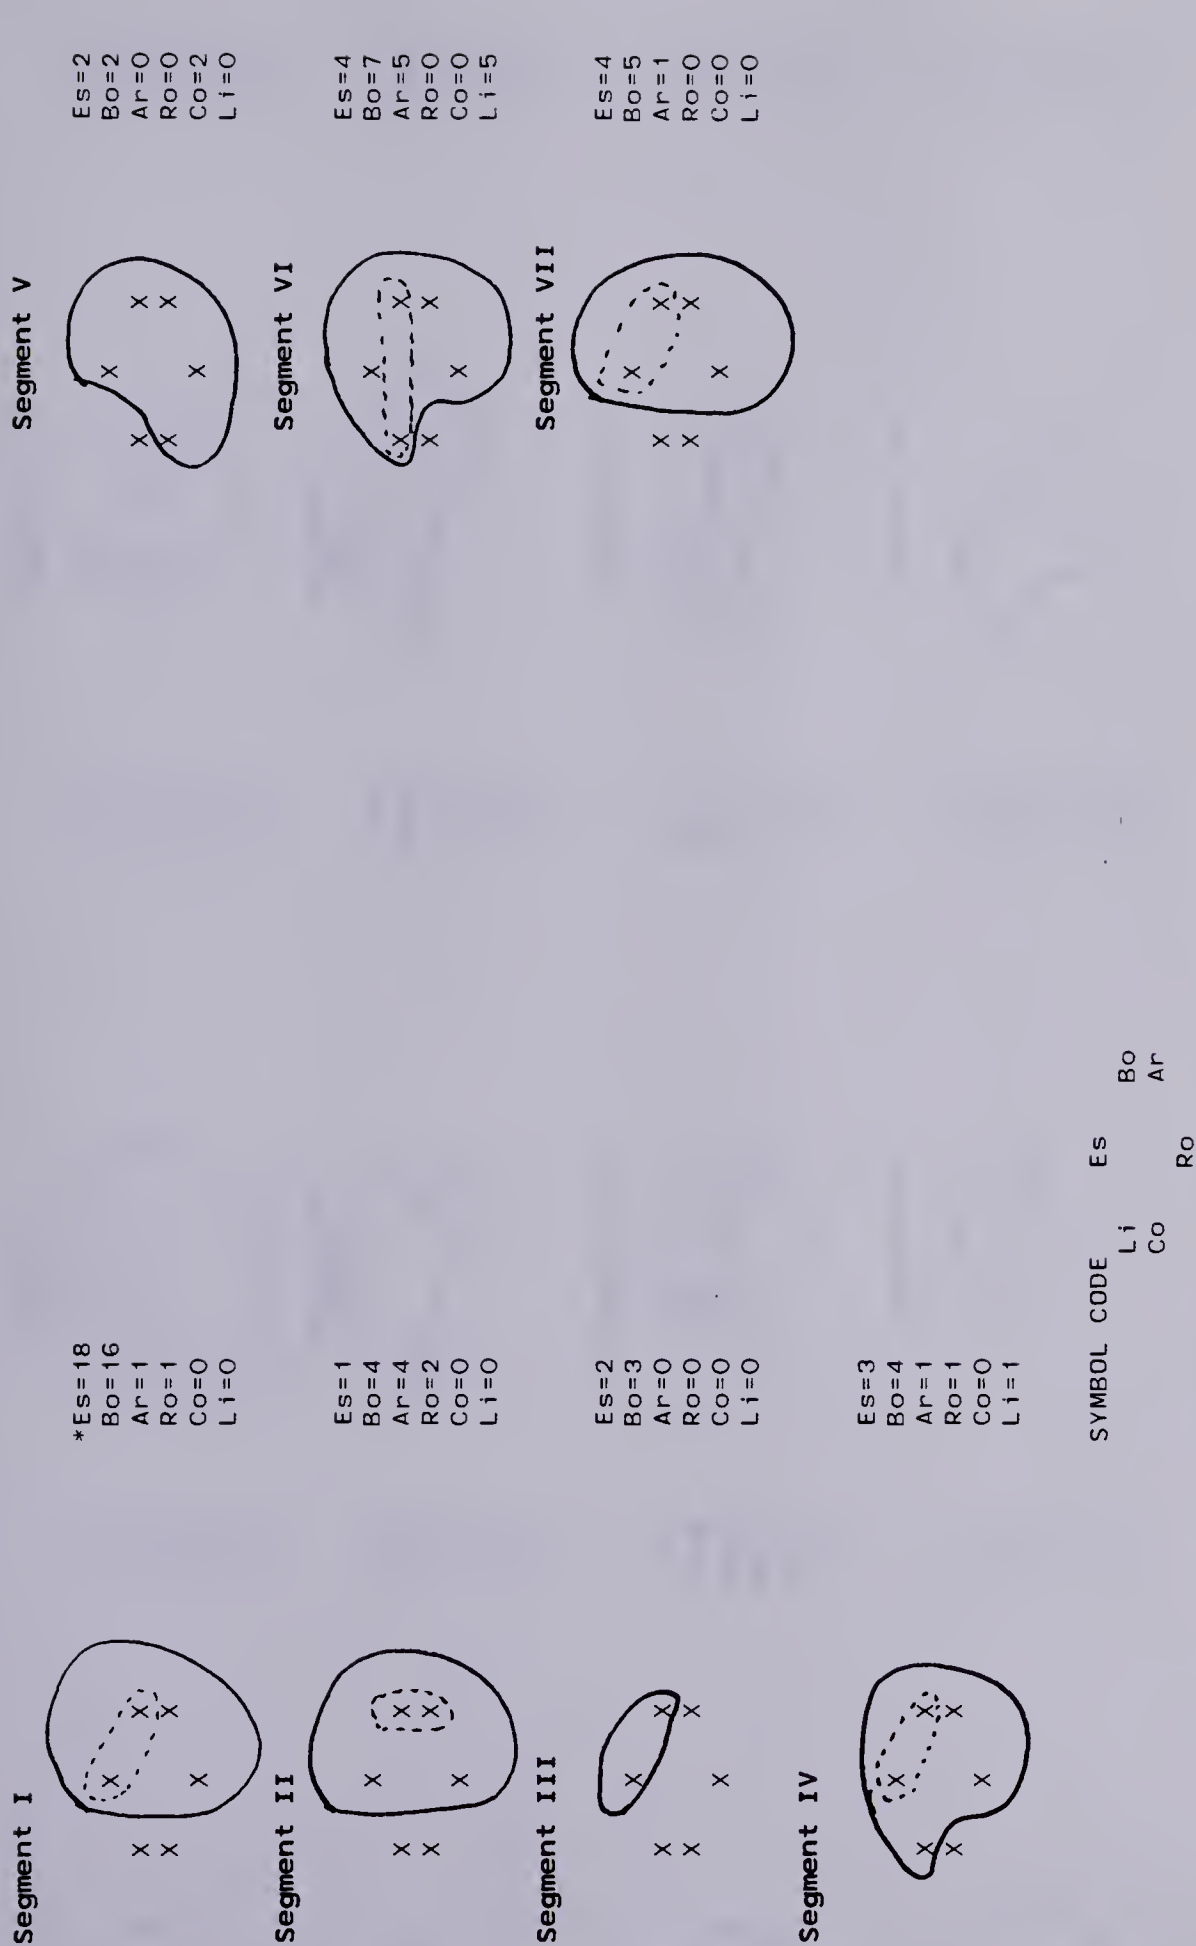 Segment I
*Es=18
X Bo=16
X X Ar=1
X X Ro=1
X Co=0
Li=0
Segment II
Es=1
X Bo=4
X X Ar=4
X X Ro=2
X Co=0
Li=0
Segment III
Es=2
X Bo=3
X X Ar=0
X X Ro=0
X Co=0
Li=0
Segment IV
Es=3
X Bo=4
X X Ar=1
X X Ro=1
X Co=0
Li=1
Segment V
Es=2
X Bo=2
X X Ar=0
X X Ro=0
X Co=2
Li=0
Segment VI
Es=4
X Bo=7
X X Ar=5
X X Ro=0
X Co=0
Li=5
Segment VII
Es=4
X Bo=5
X X Ar=1
X X Ro=0
X Co=0
Li=0
SYMBOL CODE Es
Li Bo
Co Ar
Ro